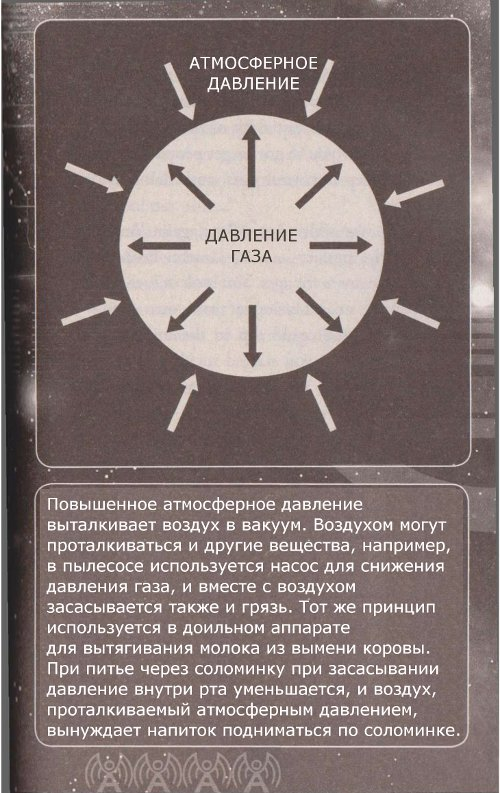 АТМОСФЕРНОЕ
ДАВЛЕНИЕ
ДАВЛЕНИЕ
ГАЗА
Повышенное атмосферное давление
выталкивает воздух в вакуум. Воздухом могут
проталкиваться и другие вещества, например,
в пылесосе используется насос для снижения
давления газа, и вместе с воздухом
засасывается также и грязь. Тот же принцип
используется в доильном аппарате
для вытягивания молока из вымени коровы.
При питье через соломинку при засасывании
давление внутри рта уменьшается, и воздух,
проталкиваемый атмосферным давлением,
вынуждает напиток подниматься по соломинке.